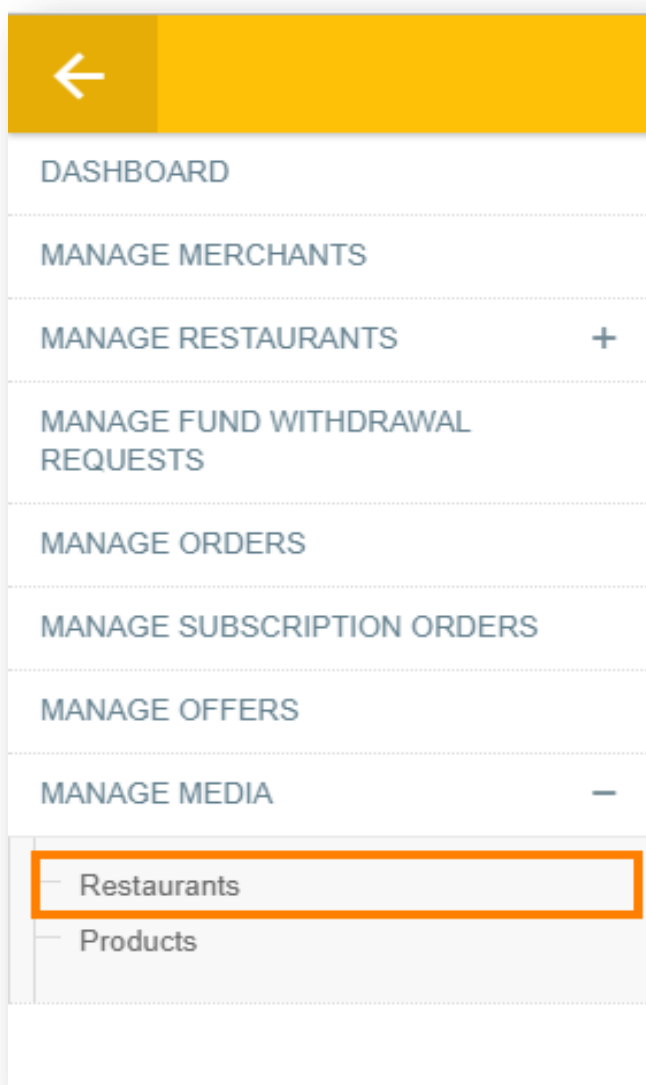 DASHBOARD
MANAGE MERCHANTS
MANAGE RESTAURANTS +
MANAGE FUND WITHDRAWAL
REQUESTS
MANAGE ORDERS
MANAGE SUBSCRIPTION ORDERS
MANAGE OFFERS
MANAGE MEDIA −
Restaurants
Products